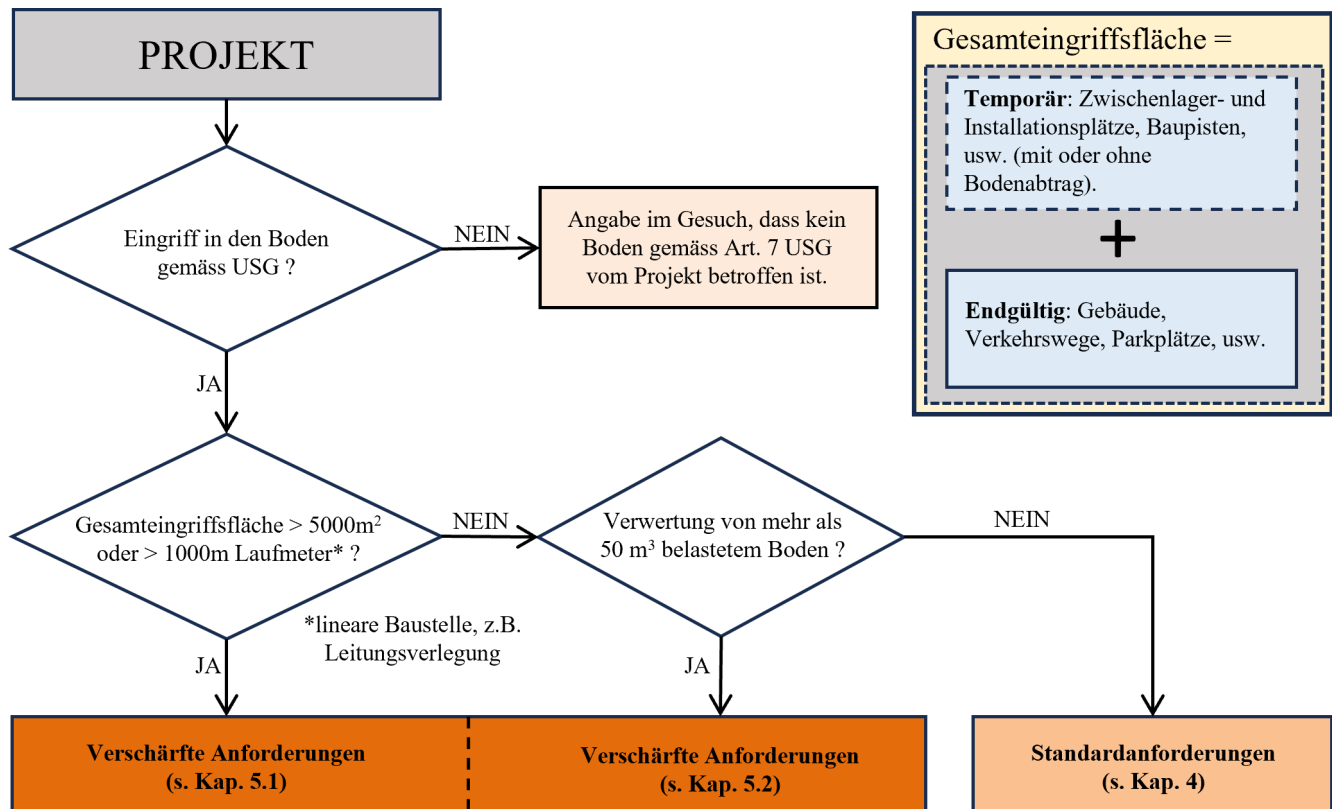 PROJEKT
Gesamteingriffsfläche =
Temporär: Zwischenlager- und
Installationsplätze, Baupisten,
usw. (mit oder ohne
Bodenabtrag).
+
Endgültig: Gebäude,
Verkehrswege, Parkplätze, usw.
Eingriff in den Boden
gemäss USG ?
NEIN
Angabe im Gesuch, dass kein
Boden gemäss Art. 7 USG
vom Projekt betroffen ist.
JA
Gesamteingriffsfläche > 5000m²
oder > 1000m Laufmeter* ?
NEIN
Verwertung von mehr als
50 m³ belastetem Boden ?
NEIN
*lineare Baustelle, z.B.
Leitungsverlegung
JA
JA
Verschärfte Anforderungen
(s. Kap. 5.1)
Verschärfte Anforderungen
(s. Kap. 5.2)
Standardanforderungen
(s. Kap. 4)